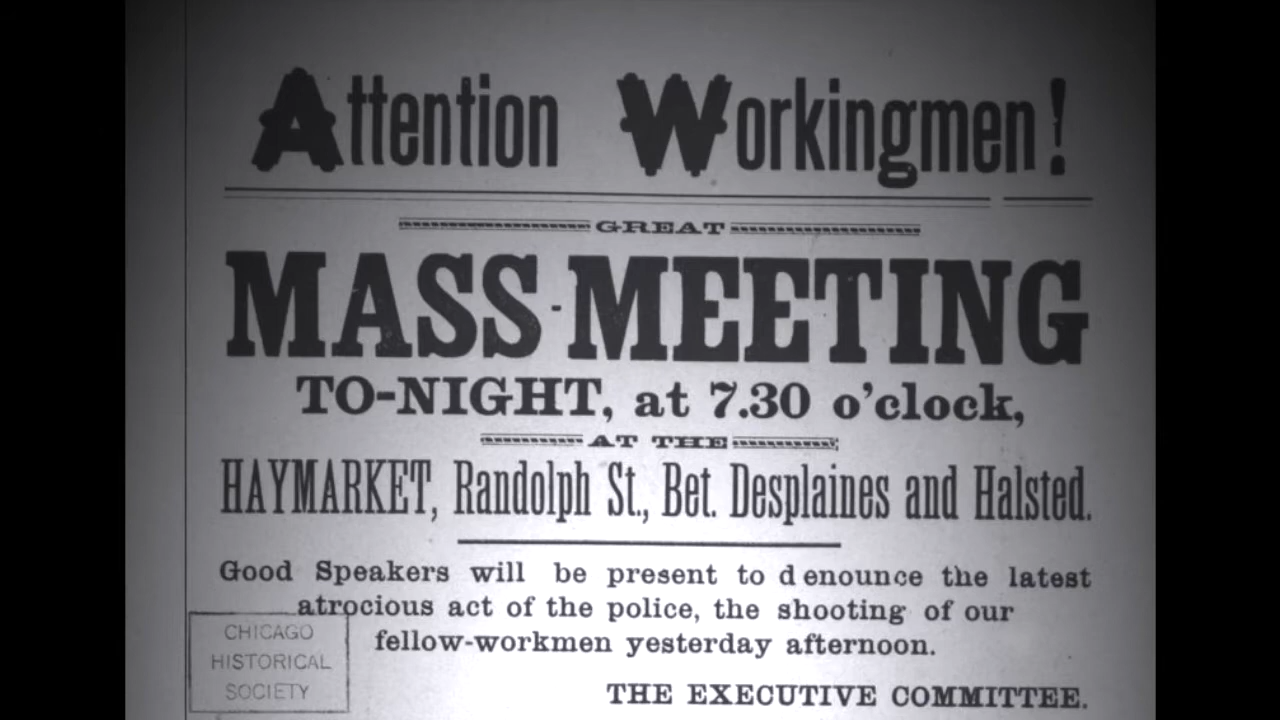 Attention Workingmen!
GREAT
MASS-MEETING
TO-NIGHT, at 7.30 o'clock,
AT THE
HAYMARKET, Randolph St., Bet. Desplaines and Halsted.
Good Speakers will be present to denounce the latest
atrocious act of the police, the shooting of our
fellow-workmen yesterday afternoon.
THE EXECUTIVE COMMITTEE.
CHICAGO
HISTORICAL
SOCIETY